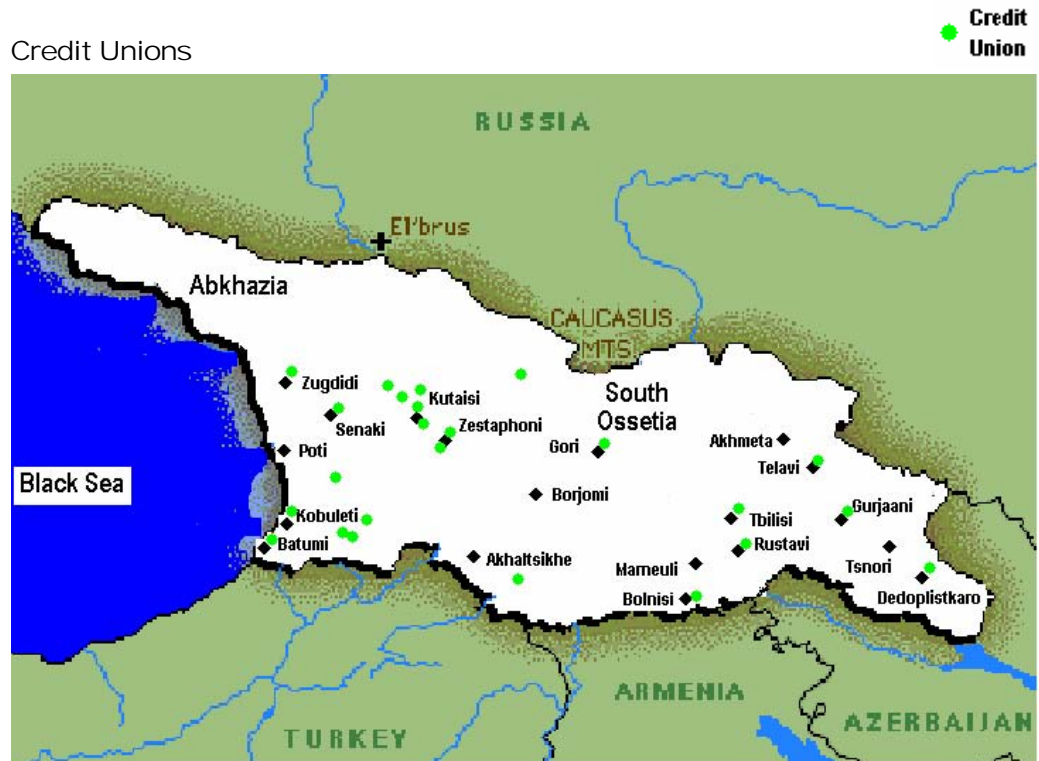 Credit
Union
Credit Unions
RUSSIA
El'brus
Abkhazia
CAUCASUS
MTS
Zugdidi
Kutaisi
South
Ossetia
Senaki
Zestaphoni
Akhmeta
Gori
Poti
Telavi
Black Sea
Borjomi
Gurjaani
Kobuleti
Tbilisi
Batumi
Rustavi
Akhaltsikhe
Marneuli
Tsnori
Bolnisi
Dedoplistkaro
ARMENIA
AZERBAIJAN
TURKEY